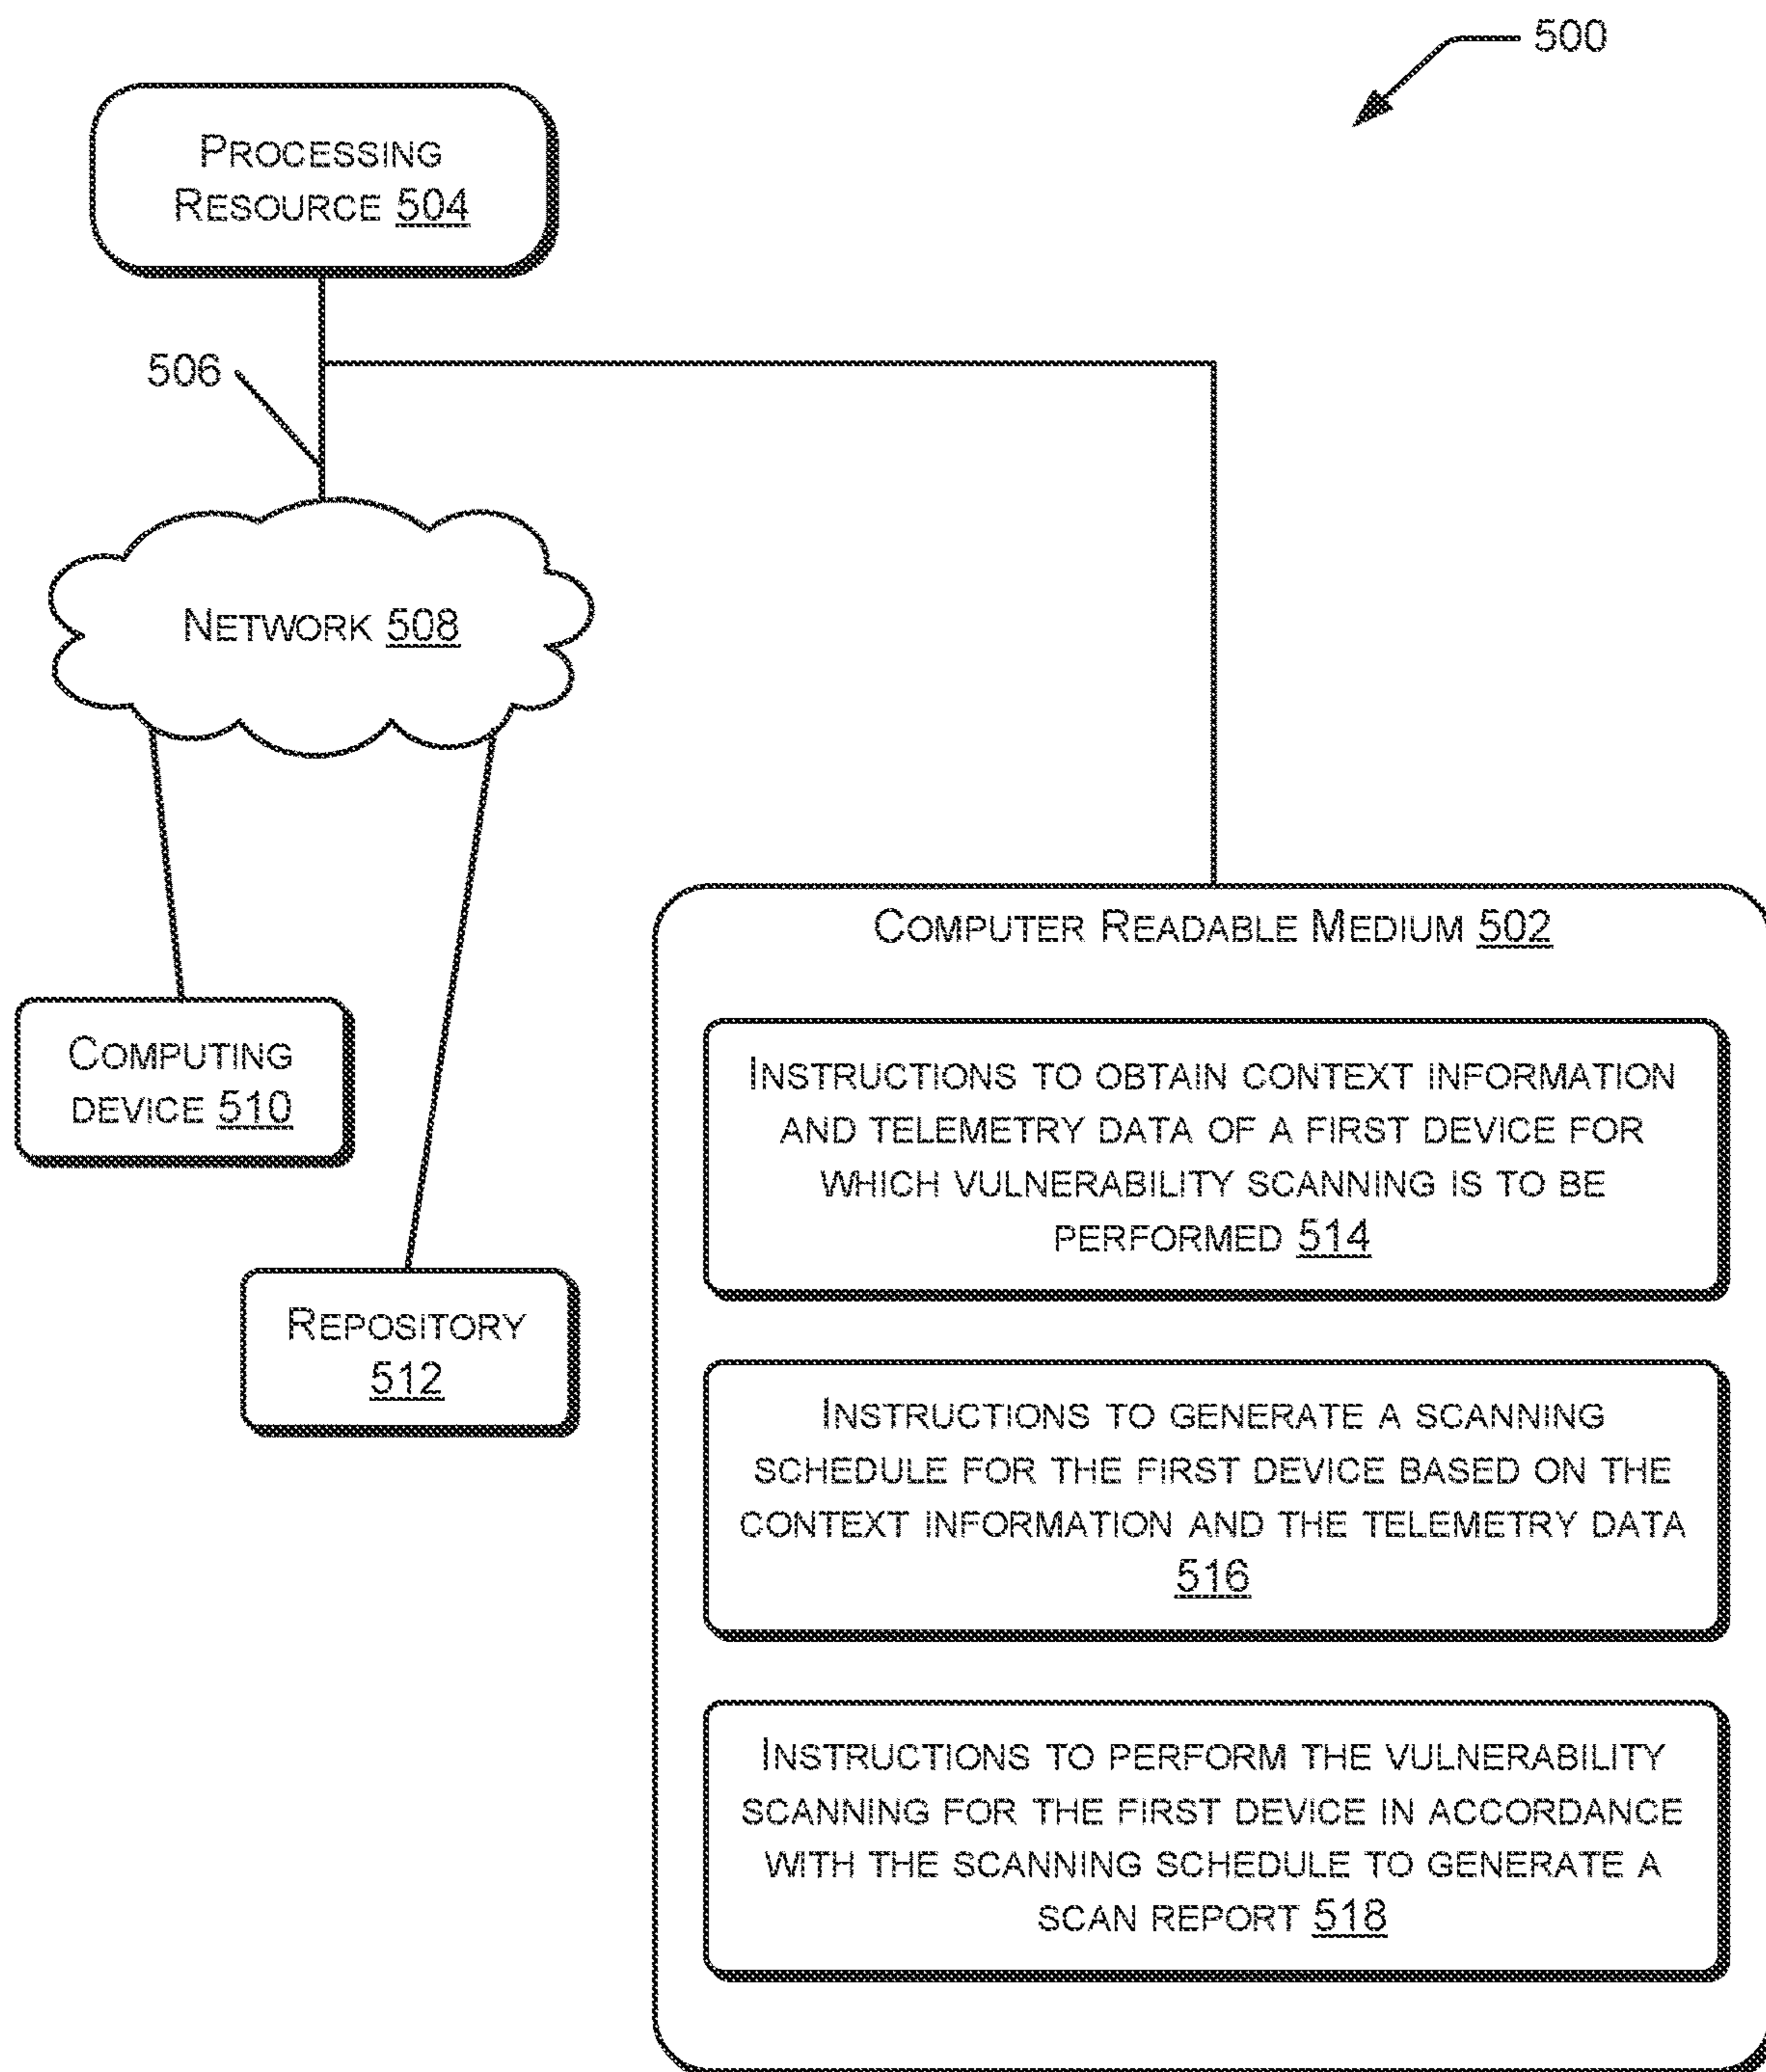 500
PROCESSING
RESOURCE 504
506
NETWORK 508
COMPUTING
DEVICE 510
REPOSITORY
512
COMPUTER READABLE MEDIUM 502
INSTRUCTIONS TO OBTAIN CONTEXT INFORMATION
AND TELEMETRY DATA OF A FIRST DEVICE FOR
WHICH VULNERABILITY SCANNING IS TO BE
PERFORMED 514
INSTRUCTIONS TO GENERATE A SCANNING
SCHEDULE FOR THE FIRST DEVICE BASED ON THE
CONTEXT INFORMATION AND THE TELEMETRY DATA
516
INSTRUCTIONS TO PERFORM THE VULNERABILITY
SCANNING FOR THE FIRST DEVICE IN ACCORDANCE
WITH THE SCANNING SCHEDULE TO GENERATE A
SCAN REPORT 518